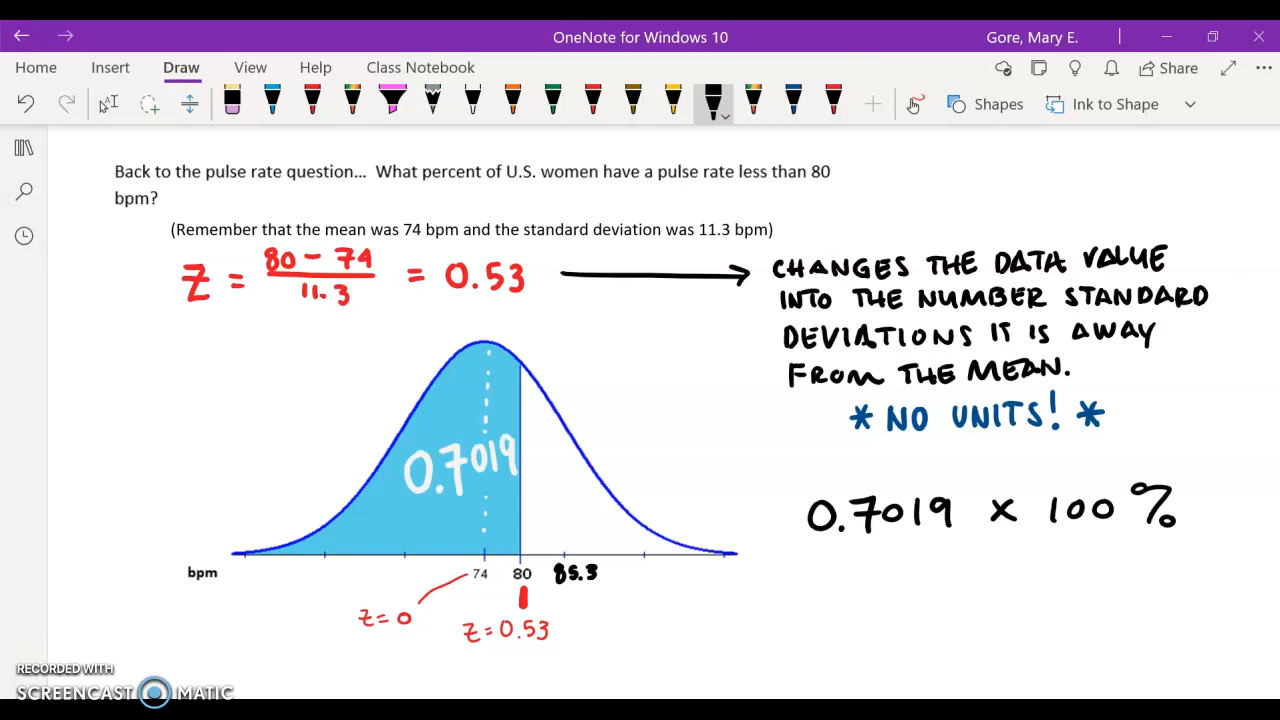 OneNote for Windows 10
Gore, Mary E.
Home Insert Draw View Help Class Notebook
Share
Shapes Ink to Shape
Back to the pulse rate question... What percent of U.S. women have a pulse rate less than 80
bpm?
(Remember that the mean was 74 bpm and the standard deviation was 11.3 bpm)
Z = 80 - 74 / 11.3 = 0.53
CHANGES THE DATA VALUE
INTO THE NUMBER STANDARD
DEVIATIONS IT IS AWAY
FROM THE MEAN.
* NO UNITS! *
0.7019
0.7019 x 100 %
bpm 74 80 85.3
Z = 0
Z = 0.53
RECORDED WITH
SCREENCAST MATIC